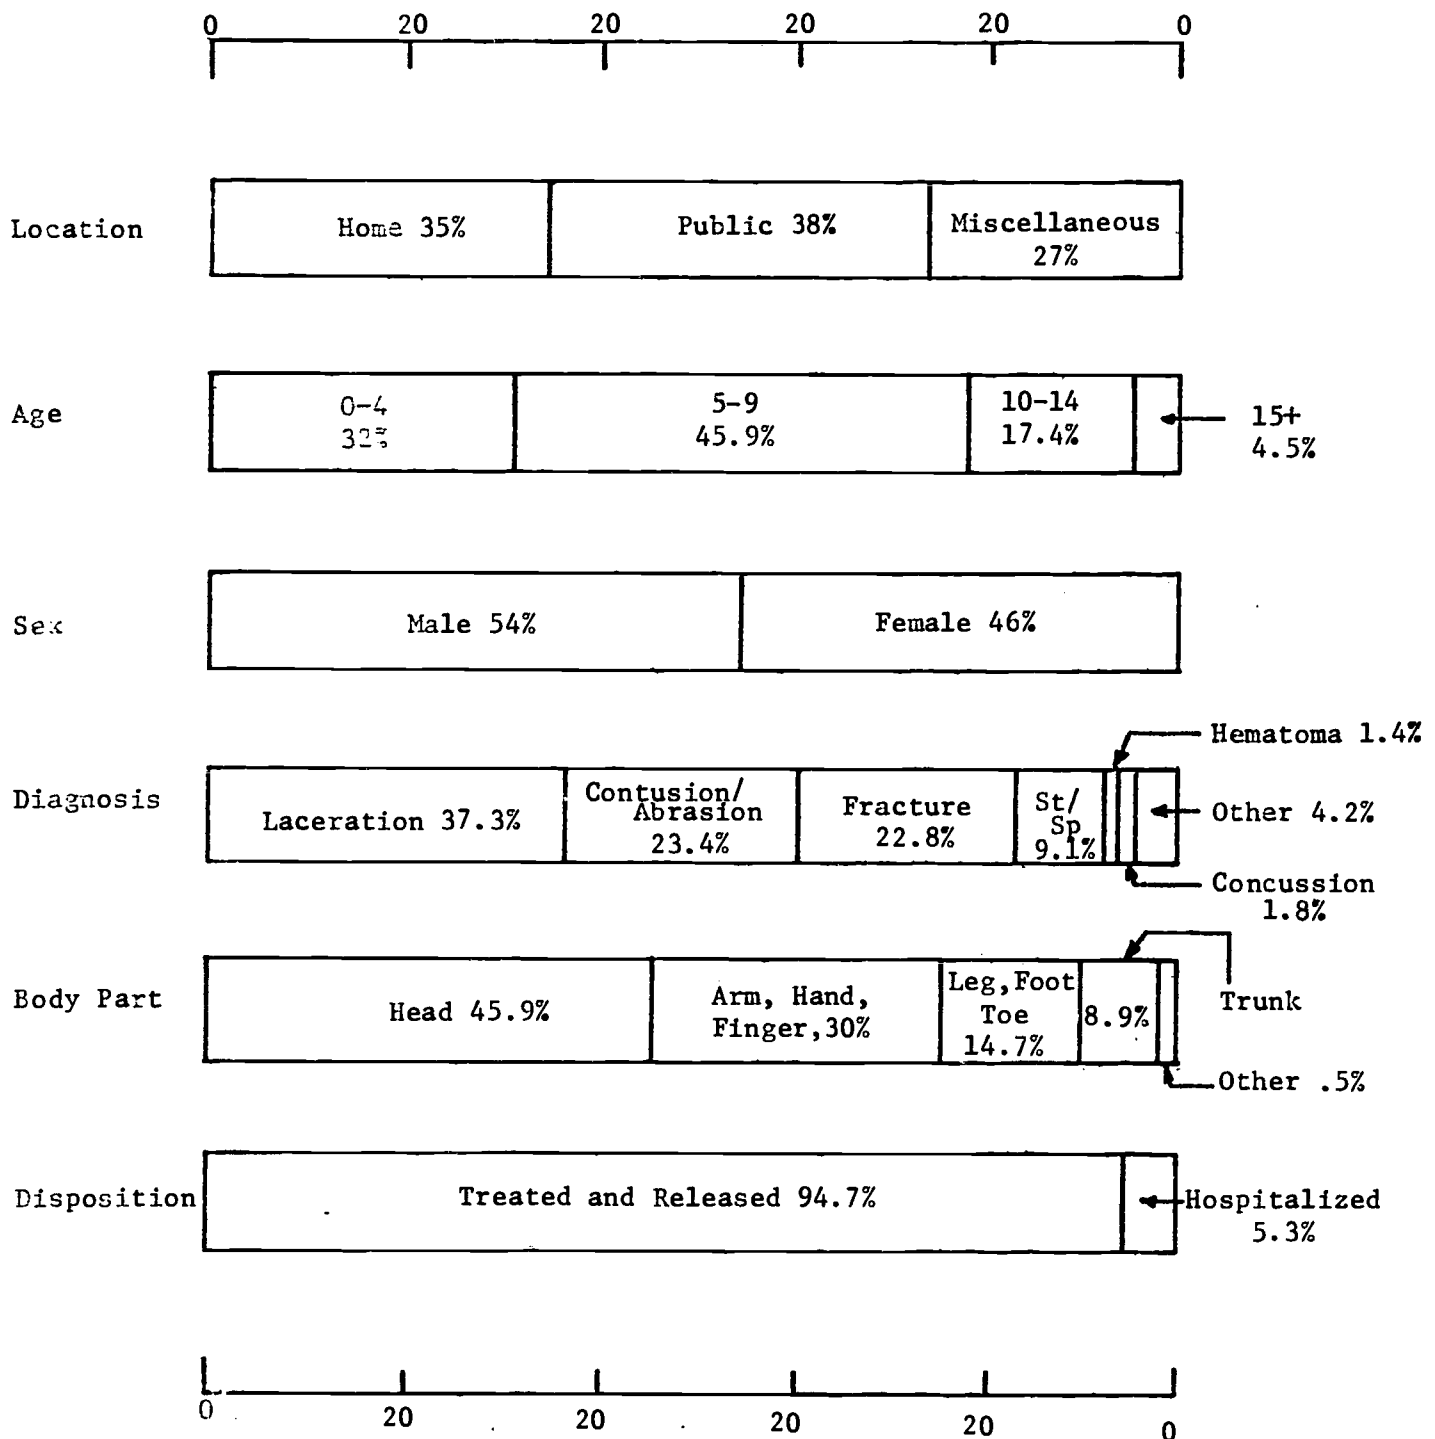 0 20 20 20 20 0
Location
Home 35%
Public 38%
Miscellaneous
27%
Age
0-4
32%
5-9
45.9%
10-14
17.4%
15+
4.5%
Sex
Male 54%
Female 46%
Diagnosis
Laceration 37.3%
Contusion/
Abrasion
23.4%
Fracture
22.8%
St/
Sp
9.1%
Hematoma 1.4%
Other 4.2%
Concussion
1.8%
Body Part
Head 45.9%
Arm, Hand,
Finger,30%
Leg,Foot
Toe
14.7%
8.9%
Trunk
Other .5%
Disposition
Treated and Released 94.7%
Hospitalized
5.3%
0 20 20 20 20 0